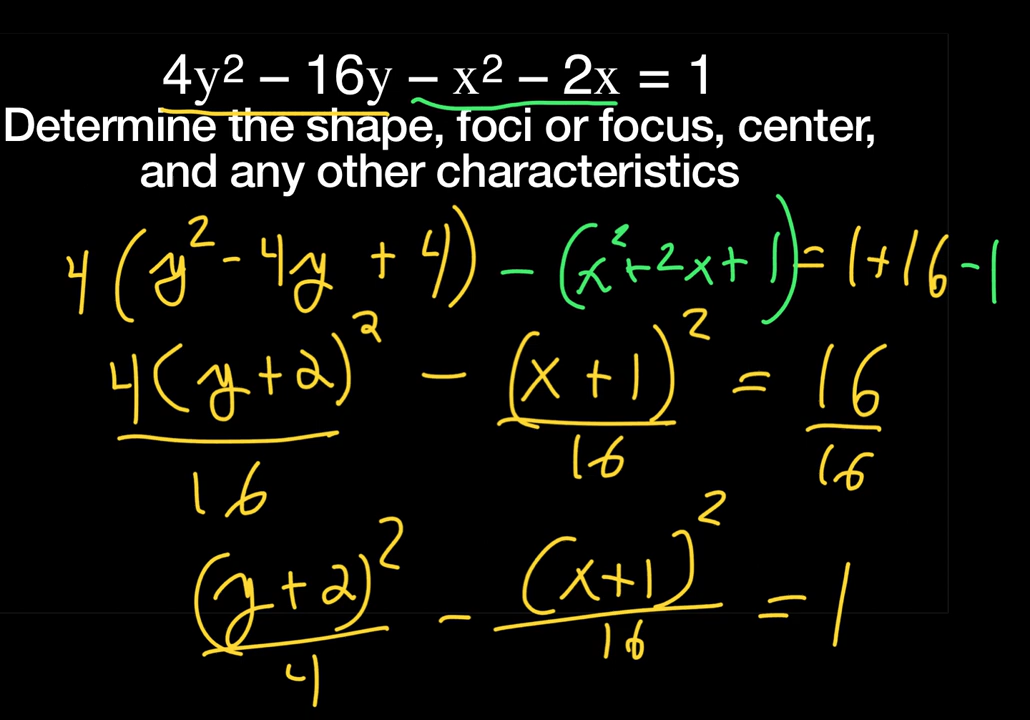 4y² – 16y – x² – 2x = 1
Determine the shape, foci or focus, center,
and any other characteristics
4(y² - 4y + 4) - (x² + 2x + 1) = 1 + 16 - 1
4(y+2)² - (x+1)² = 16
16 16 16
(y+2)² - (x+1)² = 1
4 16